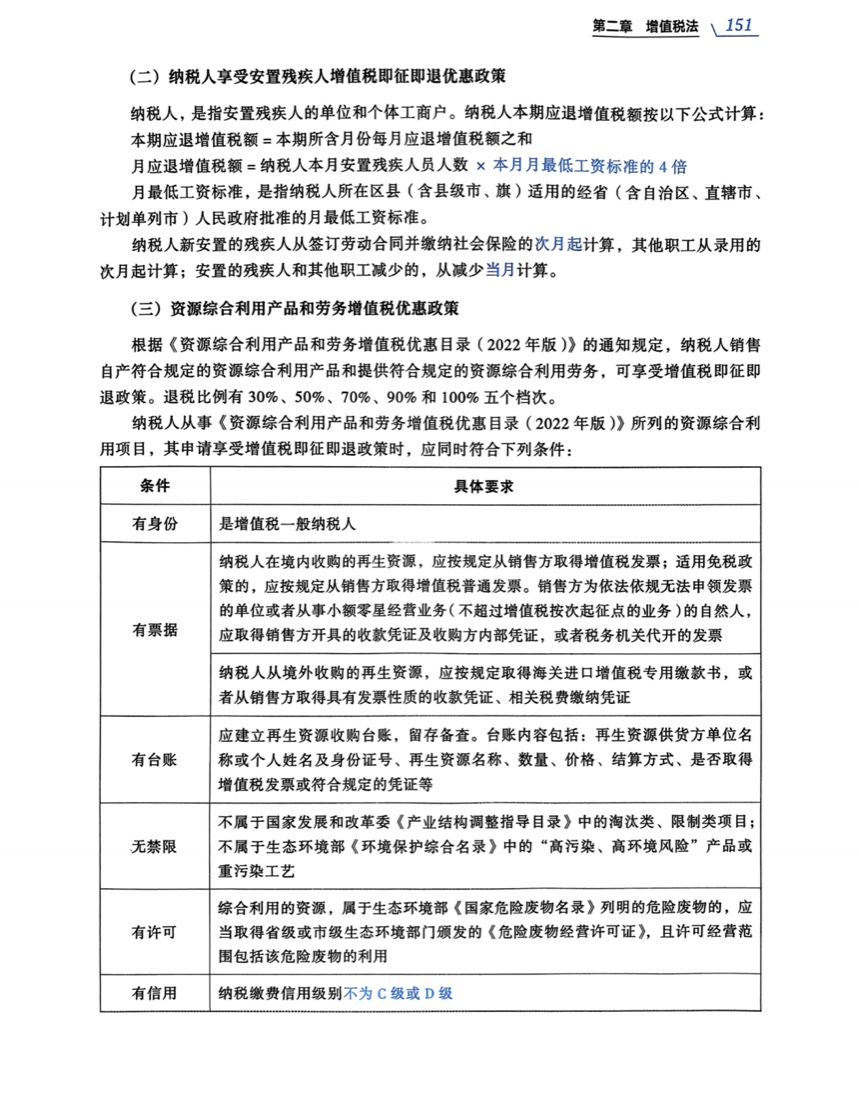 第二章 增值税法 151
（二）纳税人享受安置残疾人增值税即征即退优惠政策
纳税人，是指安置残疾人的单位和个体工商户。纳税人本期应退增值税额按以下公式计算：
本期应退增值税额 = 本期所含月份每月应退增值税额之和
月应退增值税额 = 纳税人本月安置残疾人员人数 × 本月月最低工资标准的 4 倍
月最低工资标准，是指纳税人所在区县（含县级市、旗）适用的经省（含自治区、直辖市、
计划单列市）人民政府批准的月最低工资标准。
纳税人新安置的残疾人从签订劳动合同并缴纳社会保险的次月起计算，其他职工从录用的
次月起计算；安置的残疾人和其他职工减少的，从减少当月计算。
（三）资源综合利用产品和劳务增值税优惠政策
根据《资源综合利用产品和劳务增值税优惠目录（2022 年版）》的通知规定，纳税人销售
自产符合规定的资源综合利用产品和提供符合规定的资源综合利用劳务，可享受增值税即征即
退政策。退税比例有 30%、50%、70%、90% 和 100% 五个档次。
纳税人从事《资源综合利用产品和劳务增值税优惠目录（2022 年版）》所列的资源综合利
用项目，其申请享受增值税即征即退政策时，应同时符合下列条件：
条件 具体要求
有身份 是增值税一般纳税人
有票据
纳税人在境内收购的再生资源，应按规定从销售方取得增值税发票；适用免税政
策的，应按规定从销售方取得增值税普通发票。销售方为依法依规无法申领发票
的单位或者从事小额零星经营业务（不超过增值税按次起征点的业务）的自然人，
应取得销售方开具的收款凭证及收购方内部凭证，或者税务机关代开的发票
纳税人从境外收购的再生资源，应按规定取得海关进口增值税专用缴款书，或
者从销售方取得具有发票性质的收款凭证、相关税费缴纳凭证
有台账
应建立再生资源收购台账，留存备查。台账内容包括：再生资源供货方单位名
称或个人姓名及身份证号、再生资源名称、数量、价格、结算方式、是否取得
增值税发票或符合规定的凭证等
无禁限
不属于国家发展和改革委《产业结构调整指导目录》中的淘汰类、限制类项目；
不属于生态环境部《环境保护综合名录》中的“高污染、高环境风险”产品或
重污染工艺
有许可
综合利用的资源，属于生态环境部《国家危险废物名录》列明的危险废物的，应
当取得省级或市级生态环境部门颁发的《危险废物经营许可证》，且许可经营范
围包括该危险废物的利用
有信用 纳税缴费信用级别不为 C 级或 D 级